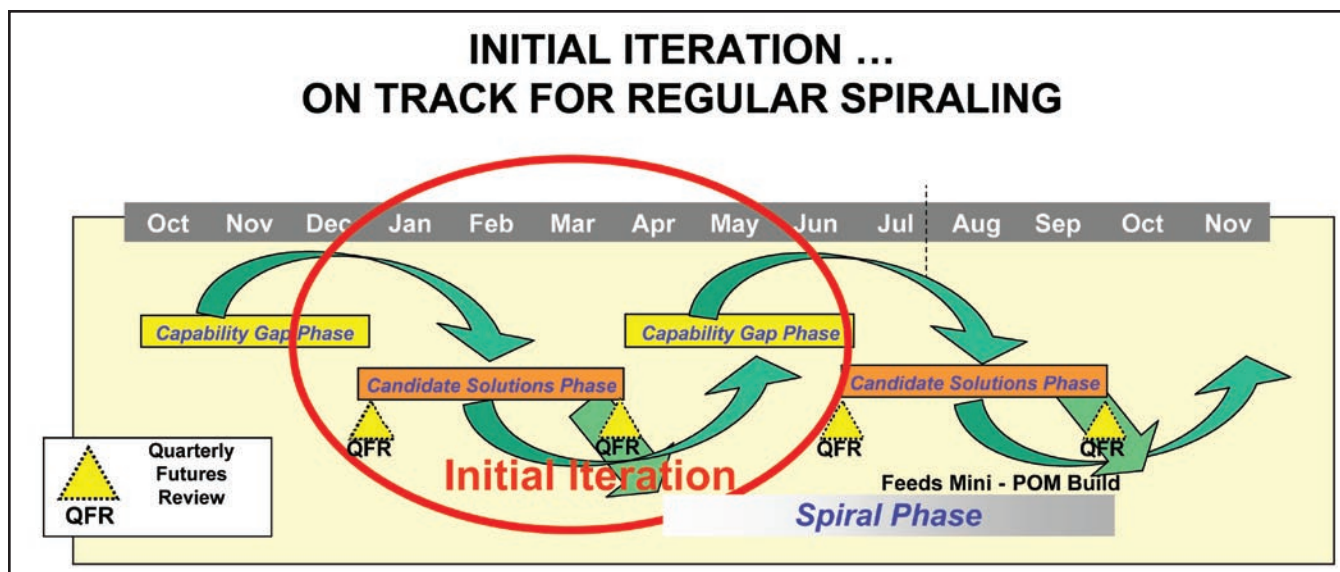 INITIAL ITERATION ...
ON TRACK FOR REGULAR SPIRALING
Oct Nov Dec Jan Feb Mar Apr May Jun Jul Aug Sep Oct Nov
Capability Gap Phase Capability Gap Phase
Candidate Solutions Phase Candidate Solutions Phase
QFR QFR QFR QFR
Quarterly
Futures
Review
QFR
Initial Iteration
Feeds Mini - POM Build
Spiral Phase